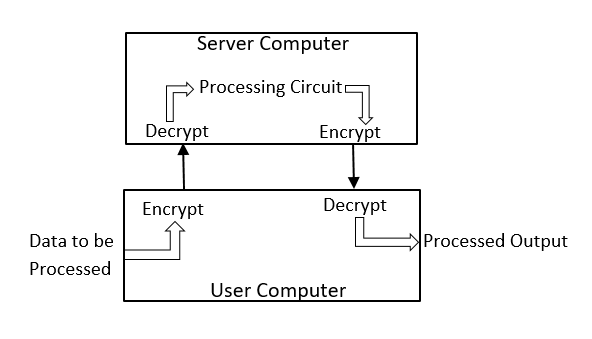 Server Computer
Processing Circuit
Decrypt
Encrypt
Encrypt
Decrypt
Data to be
Processed
Processed Output
User Computer